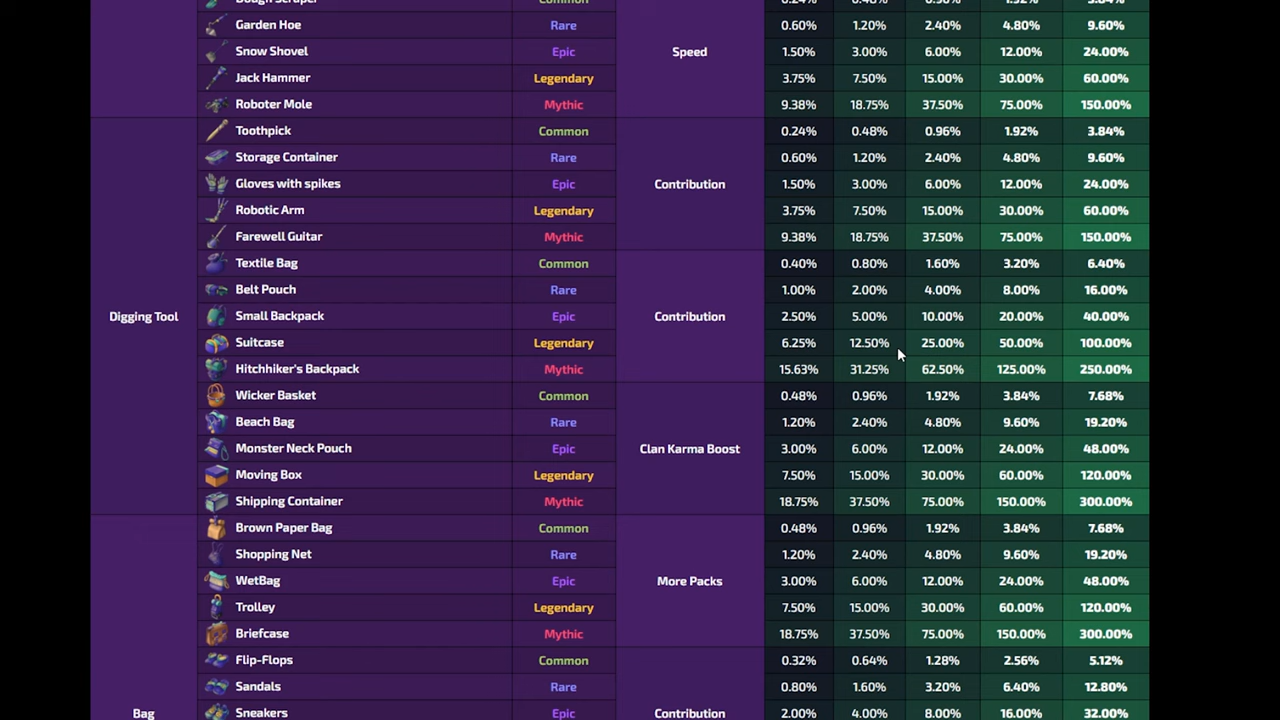 Dough Scraper Common 0.24% 0.48% 0.96% 1.92% 3.84%
Garden Hoe Rare 0.60% 1.20% 2.40% 4.80% 9.60%
Snow Shovel Epic Speed 1.50% 3.00% 6.00% 12.00% 24.00%
Jack Hammer Legendary 3.75% 7.50% 15.00% 30.00% 60.00%
Roboter Mole Mythic 9.38% 18.75% 37.50% 75.00% 150.00%
Toothpick Common 0.24% 0.48% 0.96% 1.92% 3.84%
Storage Container Rare 0.60% 1.20% 2.40% 4.80% 9.60%
Gloves with spikes Epic Contribution 1.50% 3.00% 6.00% 12.00% 24.00%
Robotic Arm Legendary 3.75% 7.50% 15.00% 30.00% 60.00%
Farewell Guitar Mythic 9.38% 18.75% 37.50% 75.00% 150.00%
Textile Bag Common 0.40% 0.80% 1.60% 3.20% 6.40%
Belt Pouch Rare 1.00% 2.00% 4.00% 8.00% 16.00%
Digging Tool Small Backpack Epic Contribution 2.50% 5.00% 10.00% 20.00% 40.00%
Suitcase Legendary 6.25% 12.50% 25.00% 50.00% 100.00%
Hitchhiker's Backpack Mythic 15.63% 31.25% 62.50% 125.00% 250.00%
Wicker Basket Common 0.48% 0.96% 1.92% 3.84% 7.68%
Beach Bag Rare 1.20% 2.40% 4.80% 9.60% 19.20%
Monster Neck Pouch Epic Clan Karma Boost 3.00% 6.00% 12.00% 24.00% 48.00%
Moving Box Legendary 7.50% 15.00% 30.00% 60.00% 120.00%
Shipping Container Mythic 18.75% 37.50% 75.00% 150.00% 300.00%
Brown Paper Bag Common 0.48% 0.96% 1.92% 3.84% 7.68%
Shopping Net Rare 1.20% 2.40% 4.80% 9.60% 19.20%
WetBag Epic More Packs 3.00% 6.00% 12.00% 24.00% 48.00%
Trolley Legendary 7.50% 15.00% 30.00% 60.00% 120.00%
Briefcase Mythic 18.75% 37.50% 75.00% 150.00% 300.00%
Flip-Flops Common 0.32% 0.64% 1.28% 2.56% 5.12%
Sandals Rare 0.80% 1.60% 3.20% 6.40% 12.80%
Bag Sneakers Epic Contribution 2.00% 4.00% 8.00% 16.00% 32.00%